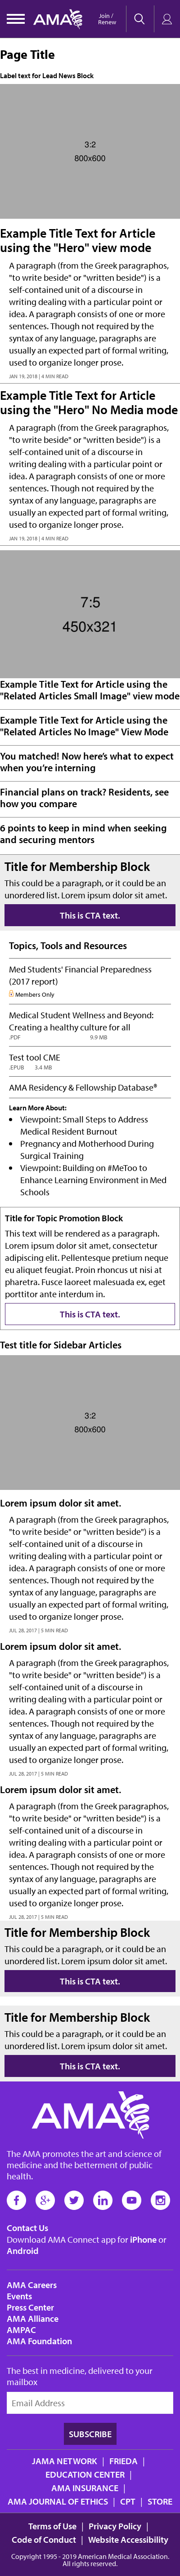 AMA
Join /
Renew
Page Title
Label text for Lead News Block
3:2
800x600
Example Title Text for Article
using the "Hero" view mode
A paragraph (from the Greek paragraphos,
"to write beside" or "written beside") is a
self-contained unit of a discourse in
writing dealing with a particular point or
idea. A paragraph consists of one or more
sentences. Though not required by the
syntax of any language, paragraphs are
usually an expected part of formal writing,
used to organize longer prose.
JAN 19, 2018 | 4 MIN READ
Example Title Text for Article
using the "Hero" No Media mode
A paragraph (from the Greek paragraphos,
"to write beside" or "written beside") is a
self-contained unit of a discourse in
writing dealing with a particular point or
idea. A paragraph consists of one or more
sentences. Though not required by the
syntax of any language, paragraphs are
usually an expected part of formal writing,
used to organize longer prose.
JAN 19, 2018 | 4 MIN READ
7:5
450x321
Example Title Text for Article using the
"Related Articles Small Image" view mode
Example Title Text for Article using the
"Related Articles No Image" View Mode
You matched! Now here’s what to expect
when you’re interning
Financial plans on track? Residents, see
how you compare
6 points to keep in mind when seeking
and securing mentors
Title for Membership Block
This could be a paragraph, or it could be an
unordered list. Lorem ipsum dolor sit amet.
This is CTA text.
Topics, Tools and Resources
Med Students' Financial Preparedness
(2017 report)
Members Only
Medical Student Wellness and Beyond:
Creating a healthy culture for all
.PDF 9.9 MB
Test tool CME
.EPUB 3.4 MB
AMA Residency & Fellowship Database®
Learn More About:
• Viewpoint: Small Steps to Address
Medical Resident Burnout
• Pregnancy and Motherhood During
Surgical Training
• Viewpoint: Building on #MeToo to
Enhance Learning Environment in Med
Schools
Title for Topic Promotion Block
This text will be rendered as a paragraph.
Lorem ipsum dolor sit amet, consectetur
adipiscing elit. Pellentesque pretium neque
eu aliquet feugiat. Proin rhoncus ut nisi at
pharetra. Fusce laoreet malesuada ex, eget
porttitor ante interdum in.
This is CTA text.
Test title for Sidebar Articles
3:2
800x600
Lorem ipsum dolor sit amet.
A paragraph (from the Greek paragraphos,
"to write beside" or "written beside") is a
self-contained unit of a discourse in
writing dealing with a particular point or
idea. A paragraph consists of one or more
sentences. Though not required by the
syntax of any language, paragraphs are
usually an expected part of formal writing,
used to organize longer prose.
JUL 28, 2017 | 5 MIN READ
Lorem ipsum dolor sit amet.
A paragraph (from the Greek paragraphos,
"to write beside" or "written beside") is a
self-contained unit of a discourse in
writing dealing with a particular point or
idea. A paragraph consists of one or more
sentences. Though not required by the
syntax of any language, paragraphs are
usually an expected part of formal writing,
used to organize longer prose.
JUL 28, 2017 | 5 MIN READ
Lorem ipsum dolor sit amet.
A paragraph (from the Greek paragraphos,
"to write beside" or "written beside") is a
self-contained unit of a discourse in
writing dealing with a particular point or
idea. A paragraph consists of one or more
sentences. Though not required by the
syntax of any language, paragraphs are
usually an expected part of formal writing,
used to organize longer prose.
JUL 28, 2017 | 5 MIN READ
Title for Membership Block
This could be a paragraph, or it could be an
unordered list. Lorem ipsum dolor sit amet.
This is CTA text.
Title for Membership Block
This could be a paragraph, or it could be an
unordered list. Lorem ipsum dolor sit amet.
This is CTA text.
AMA
The AMA promotes the art and science of
medicine and the betterment of public
health.
Contact Us
Download AMA Connect app for iPhone or
Android
AMA Careers
Events
Press Center
AMA Alliance
AMPAC
AMA Foundation
The best in medicine, delivered to your
mailbox
Email Address
SUBSCRIBE
JAMA NETWORK | FRIEDA |
EDUCATION CENTER |
AMA INSURANCE |
AMA JOURNAL OF ETHICS | CPT | STORE
Terms of Use | Privacy Policy |
Code of Conduct | Website Accessibility
Copyright 1995 - 2019 American Medical Association.
All rights reserved.